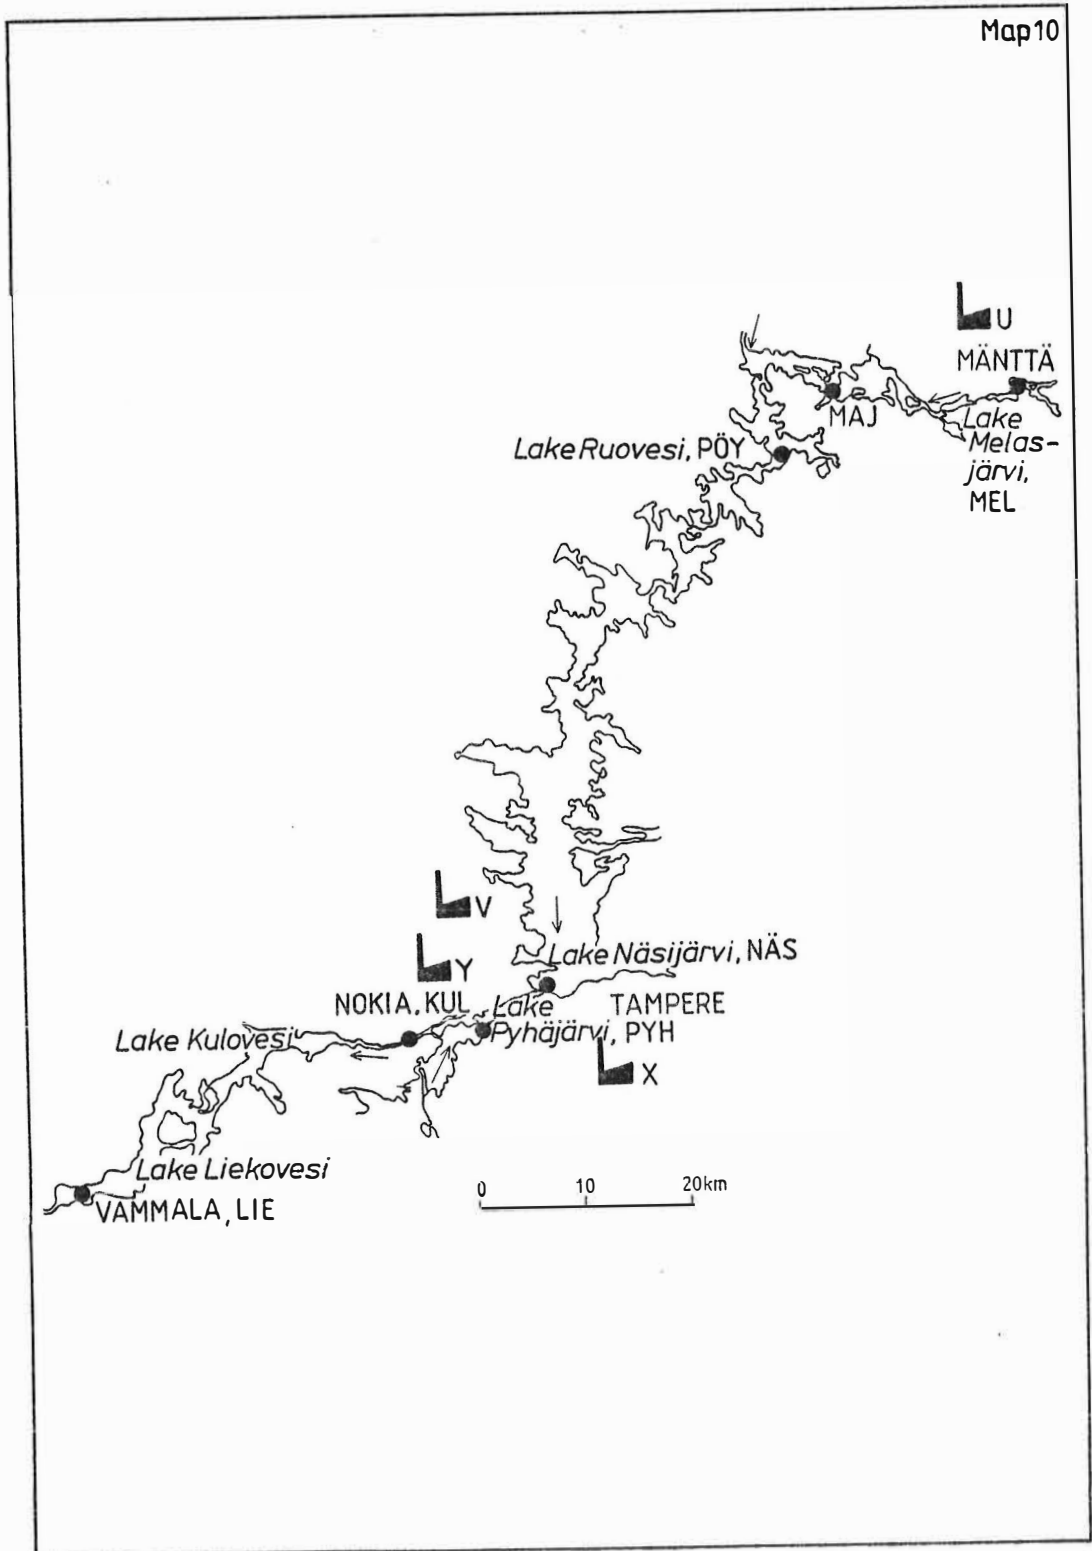 Map10
U
MÄNTTÄ
MAJ
Lake
Melas-
järvi,
MEL
Lake Ruovesi, PÖY
V
Y
Lake Näsijärvi, NÄS
NOKIA, KUL
Lake
TAMPERE
Pyhäjärvi, PYH
Lake Kulovesi
X
Lake Liekovesi
VAMMALA, LIE
0 10 20km